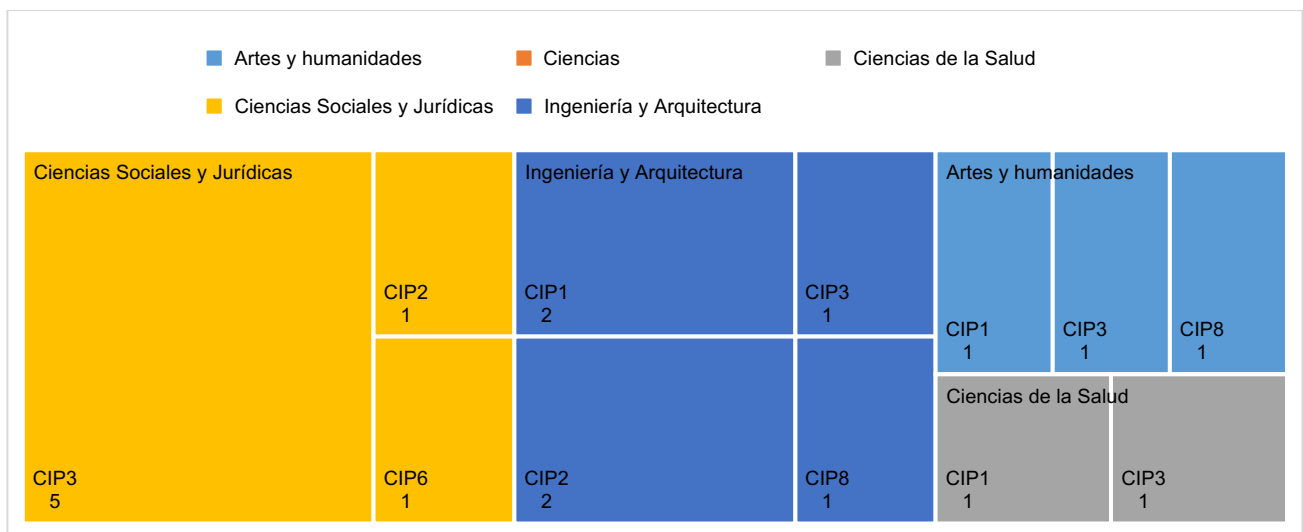 Artes y humanidades
Ciencias
Ciencias de la Salud
Ciencias Sociales y Jurídicas
Ingeniería y Arquitectura
Ciencias Sociales y Jurídicas
CIP3
5
CIP2
1
CIP6
1
Ingeniería y Arquitectura
CIP1
2
CIP3
1
CIP2
2
CIP8
1
Artes y humanidades
CIP1
1
CIP3
1
CIP8
1
Ciencias de la Salud
CIP1
1
CIP3
1